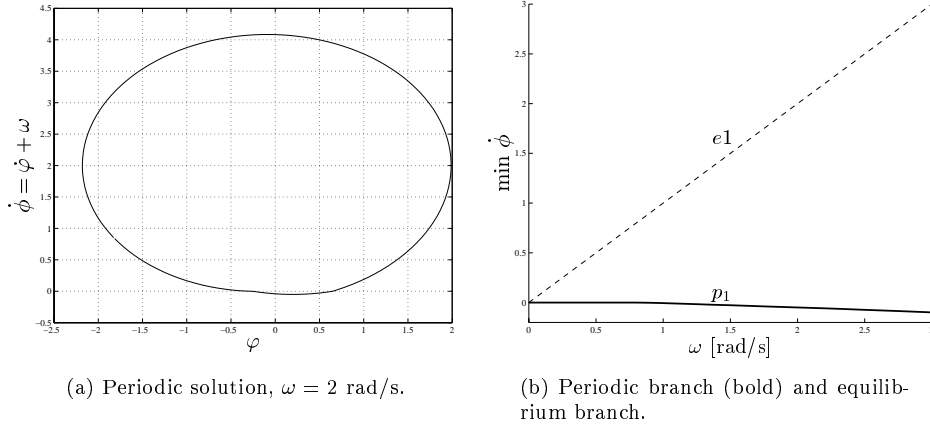 4.5
4
3.5
3
2.5
2
1.5
1
0.5
0
−0.5
ϕ̇ = φ̇ + ω
−2.5 −2 −1.5 −1 −0.5 0 0.5 1 1.5 2
φ
(a) Periodic solution, ω = 2 rad/s.
3
2.5
2
1.5
1
0.5
0
min ϕ̇
e1
p₁
0 0.5 1 1.5 2 2.5 3
ω [rad/s]
(b) Periodic branch (bold) and equilib-
rium branch.